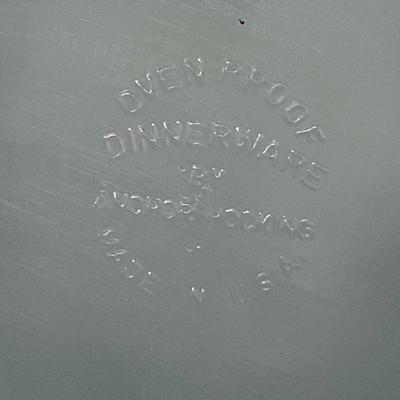 OVEN PROOF
DINNERWARE
BY
ANCHOR HOCKING
MADE IN U S A